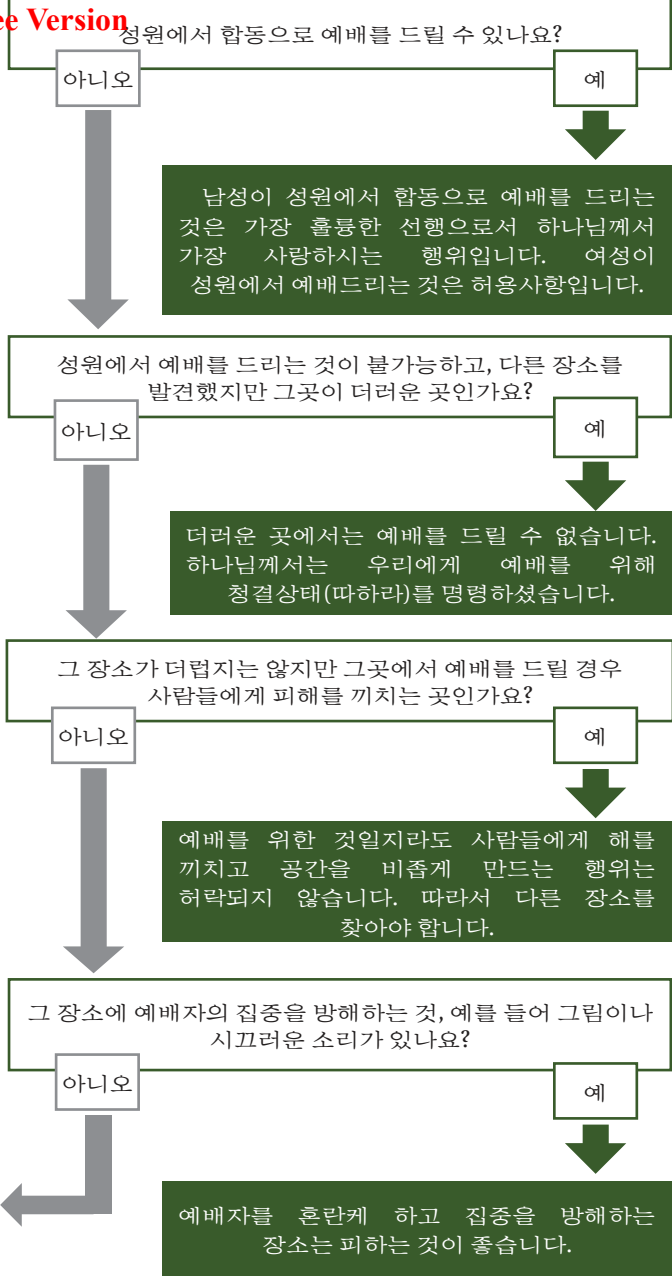 ee Version
성원에서 합동으로 예배를 드릴 수 있나요?
아니오
예
남성이 성원에서 합동으로 예배를 드리는
것은 가장 훌륭한 선행으로서 하나님께서
가장 사랑하시는 행위입니다. 여성이
성원에서 예배드리는 것은 허용사항입니다.
성원에서 예배를 드리는 것이 불가능하고, 다른 장소를
발견했지만 그곳이 더러운 곳인가요?
아니오
예
더러운 곳에서는 예배를 드릴 수 없습니다.
하나님께서는 우리에게 예배를 위해
청결상태(따하라)를 명령하셨습니다.
그 장소가 더럽지는 않지만 그곳에서 예배를 드릴 경우
사람들에게 피해를 끼치는 곳인가요?
아니오
예
예배를 위한 것일지라도 사람들에게 해를
끼치고 공간을 비좁게 만드는 행위는
허락되지 않습니다. 따라서 다른 장소를
찾아야 합니다.
그 장소에 예배자의 집중을 방해하는 것, 예를 들어 그림이나
시끄러운 소리가 있나요?
아니오
예
예배자를 혼란케 하고 집중을 방해하는
장소는 피하는 것이 좋습니다.